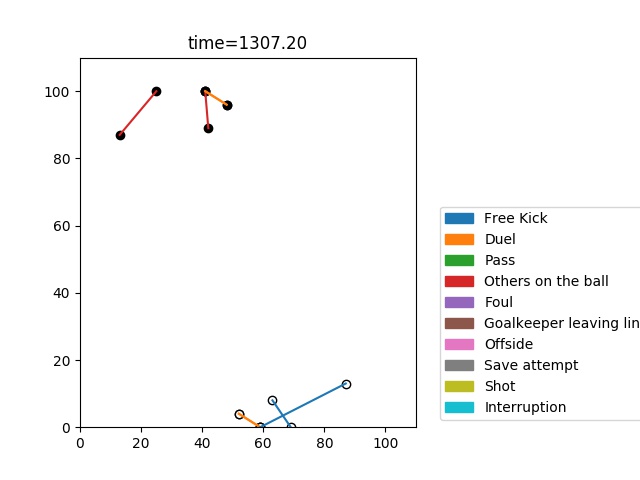 time=1307.20
100
80
60
40
20
0
0 20 40 60 80 100
Free Kick
Duel
Pass
Others on the ball
Foul
Goalkeeper leaving lin
Offside
Save attempt
Shot
Interruption